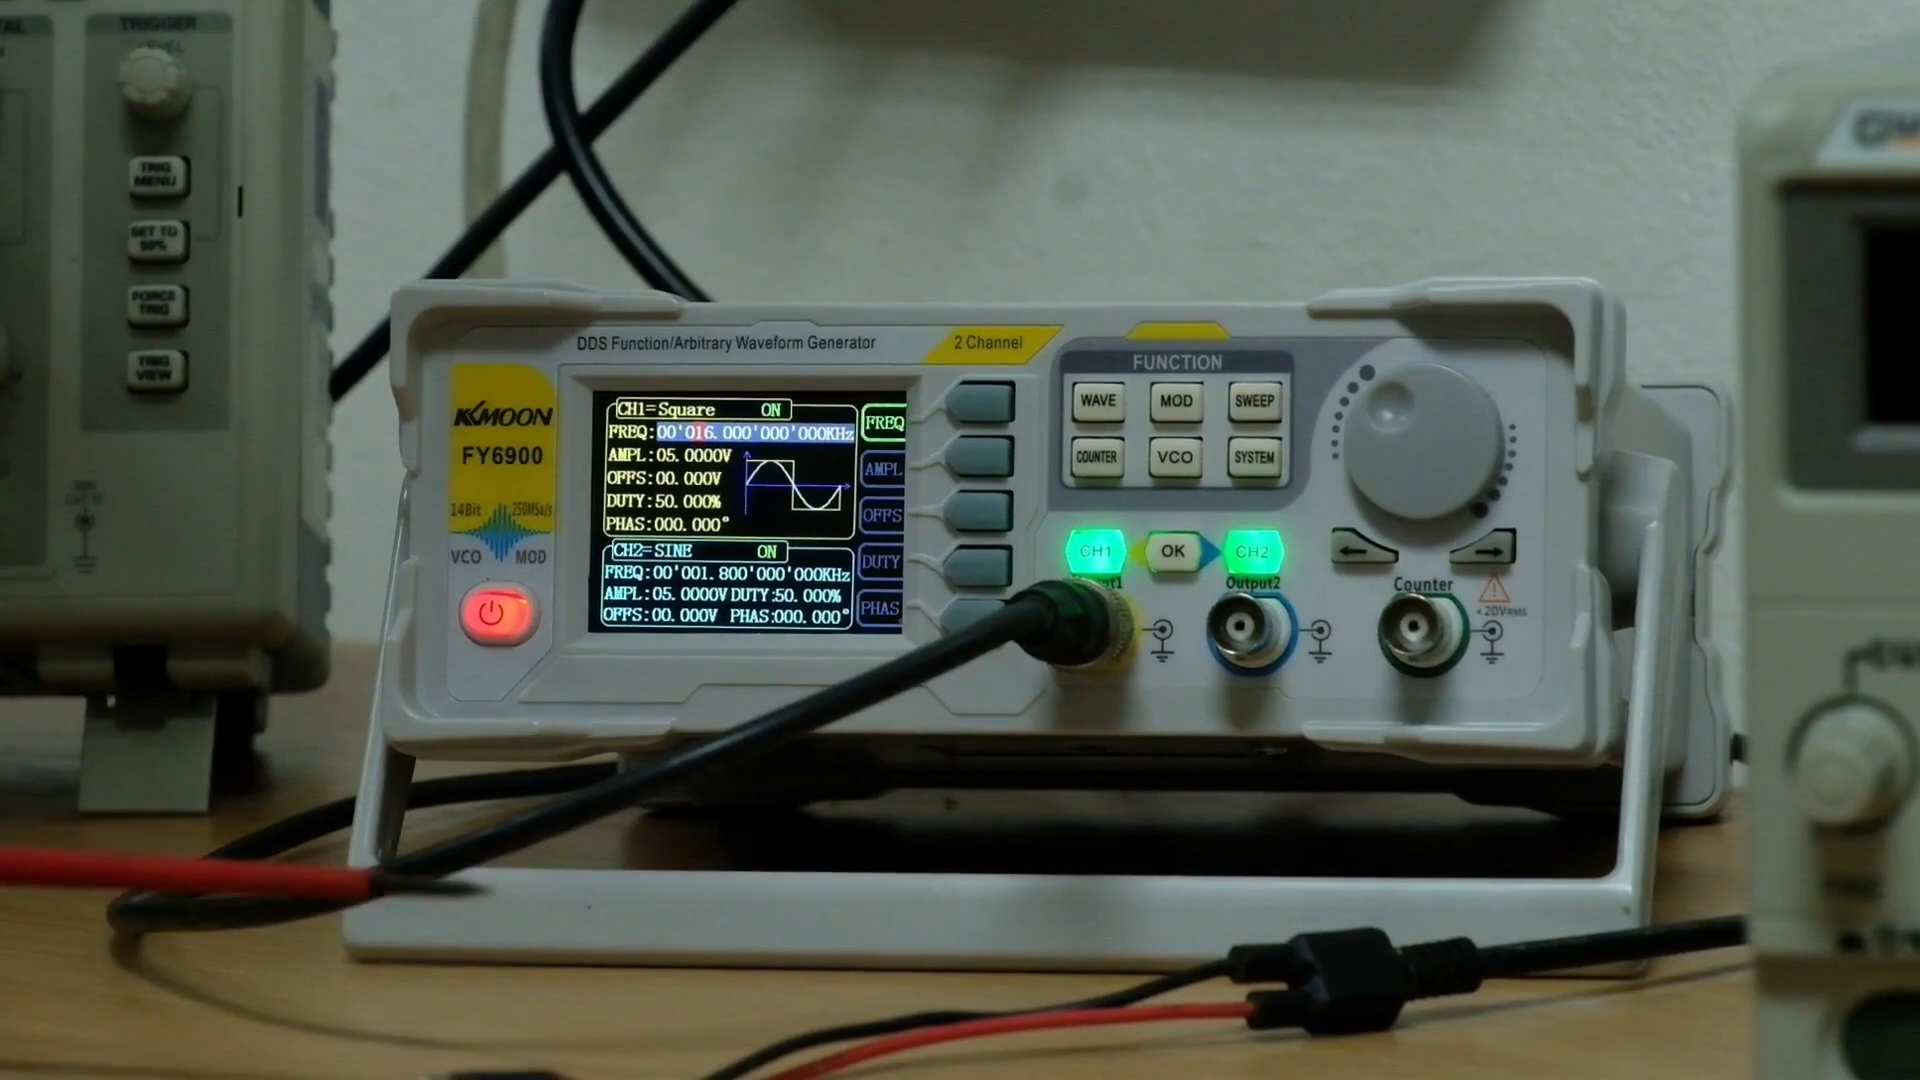 TRIGGER
LEVEL
TRIG
MENU
SET TO
50%
FORCE
TRIG
TRIG
VIEW
DDS Function/Arbitrary Waveform Generator
2 Channel
KKMOON
FY6900
14Bit
250MSa/s
VCO
MOD
CH1=Square ON
FREQ:00'016.000'000'000KHz
AMPL:05.0000V
OFFS:00.000V
DUTY:50.000%
PHAS:000.000°
CH2=SINE ON
FREQ:00'001.800'000'000KHz
AMPL:05.0000V DUTY:50.000%
OFFS:00.000V PHAS:000.000°
FREQ
AMPL
OFFS
DUTY
PHAS
FUNCTION
WAVE
MOD
SWEEP
COUNTER
VCO
SYSTEM
CH1
OK
CH2
Output2
Counter
<20VRMS